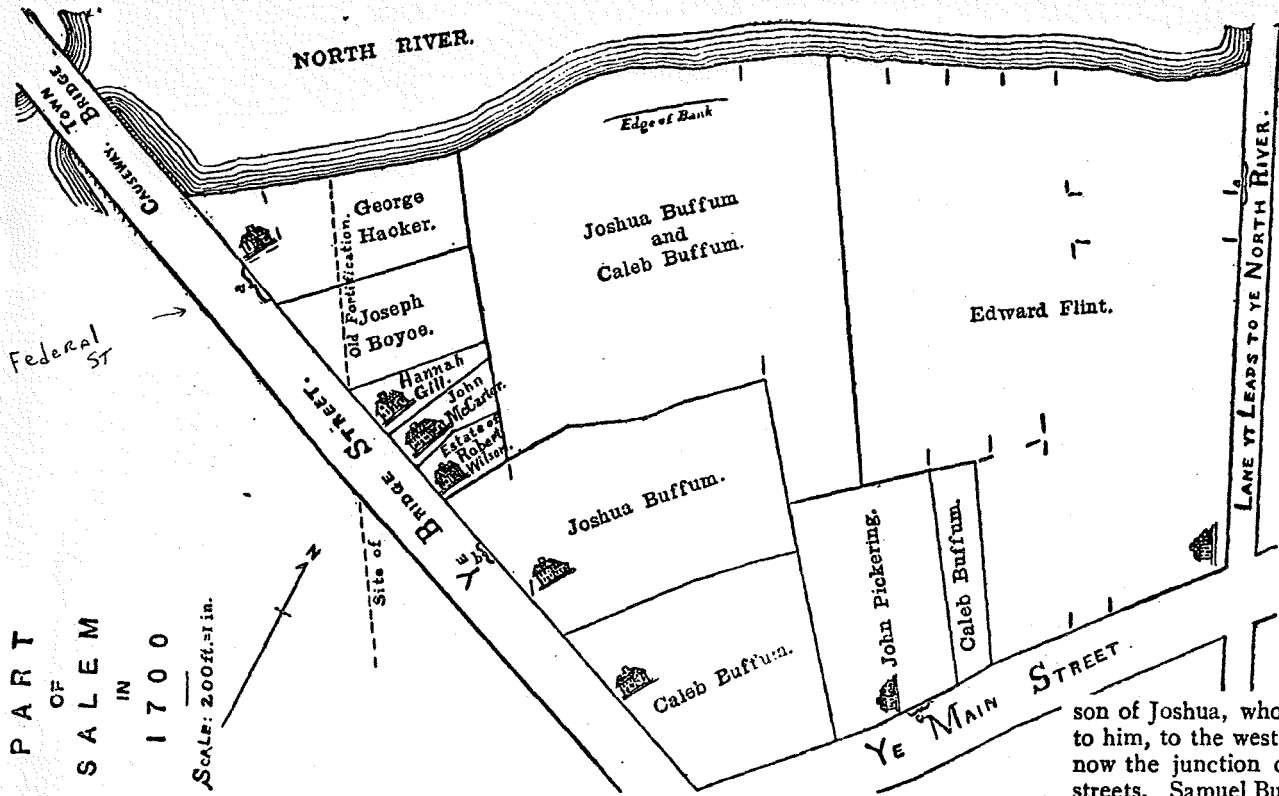 NORTH RIVER.
TOWN
BRIDGE.
CAUSEWAY.
Edge of Bank
George
Hacker.
Old Fortification.
Joseph
Boyce.
Hannah
Gill.
John
McCarter.
Estate of
Robert
Wilson.
Joshua Buffum
and
Caleb Buffum.
Edward Flint.
LANE YT LEADS TO YE NORTH RIVER.
Federal
ST
YE BRIDGE STREET.
Site of
Joshua Buffum.
Caleb Buffum.
John Pickering.
Caleb Buffum.
YE MAIN STREET.
N
PART
OF
SALEM
IN
1700
SCALE: 200ft.=1 in.
a
a
son of Joshua, who
to him, to the west
now the junction o
streets. Samuel Bu